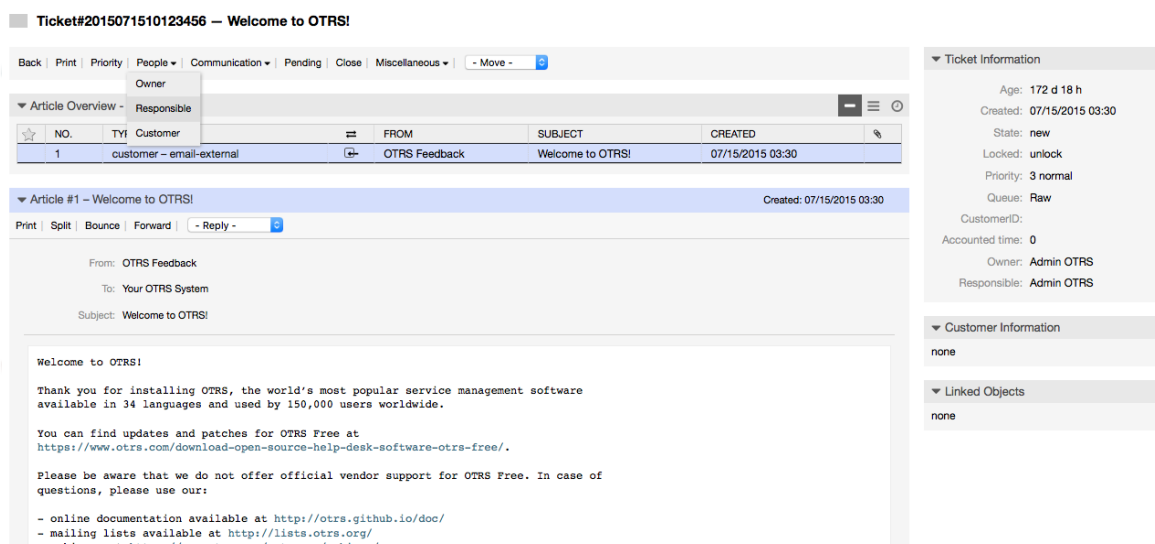 Ticket#2015071510123456 — Welcome to OTRS!
Back | Print | Priority | People | Communication | Pending | Close | Miscellaneous | - Move -
Owner
Responsible
Customer
Article Overview -
NO. FROM SUBJECT CREATED
1 customer – email-external OTRS Feedback Welcome to OTRS! 07/15/2015 03:30
Article #1 – Welcome to OTRS! Created: 07/15/2015 03:30
Print | Split | Bounce | Forward | - Reply -
From: OTRS Feedback
To: Your OTRS System
Subject: Welcome to OTRS!
Welcome to OTRS!
Thank you for installing OTRS, the world's most popular service management software
available in 34 languages and used by 150,000 users worldwide.
You can find updates and patches for OTRS Free at
https://www.otrs.com/download-open-source-help-desk-software-otrs-free/.
Please be aware that we do not offer official vendor support for OTRS Free. In case of
questions, please use our:
- online documentation available at http://otrs.github.io/doc/
- mailing lists available at http://lists.otrs.org/
Ticket Information
Age: 172 d 18 h
Created: 07/15/2015 03:30
State: new
Locked: unlock
Priority: 3 normal
Queue: Raw
CustomerID:
Accounted time: 0
Owner: Admin OTRS
Responsible: Admin OTRS
Customer Information
none
Linked Objects
none